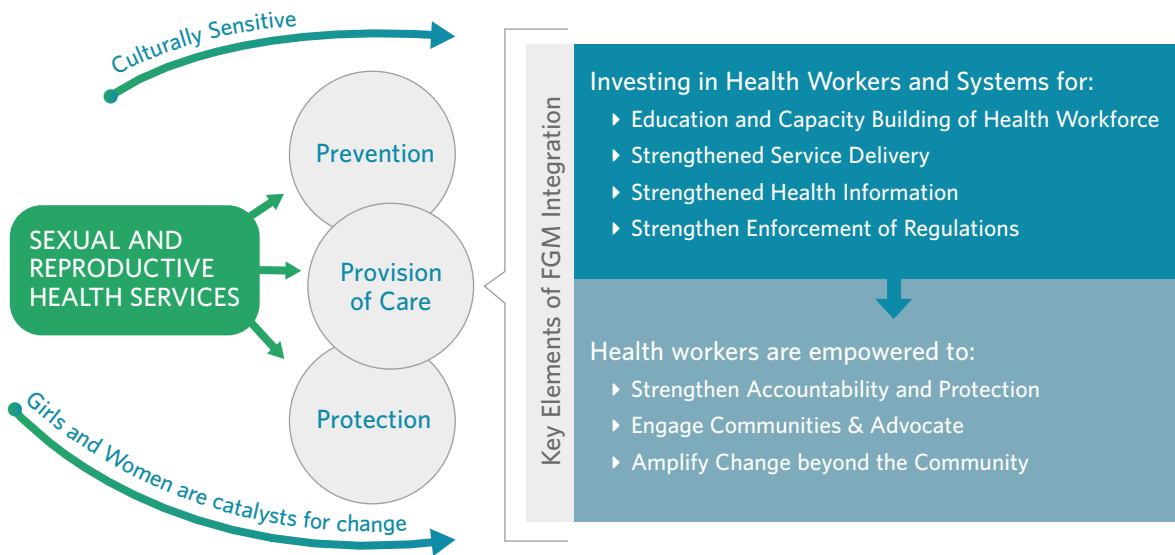 Culturally Sensitive
SEXUAL AND
REPRODUCTIVE
HEALTH SERVICES
Prevention
Provision
of Care
Protection
Girls and Women are catalysts for change
Key Elements of FGM Integration
Investing in Health Workers and Systems for:
Education and Capacity Building of Health Workforce
Strengthened Service Delivery
Strengthened Health Information
Strengthen Enforcement of Regulations
Health workers are empowered to:
Strengthen Accountability and Protection
Engage Communities & Advocate
Amplify Change beyond the Community